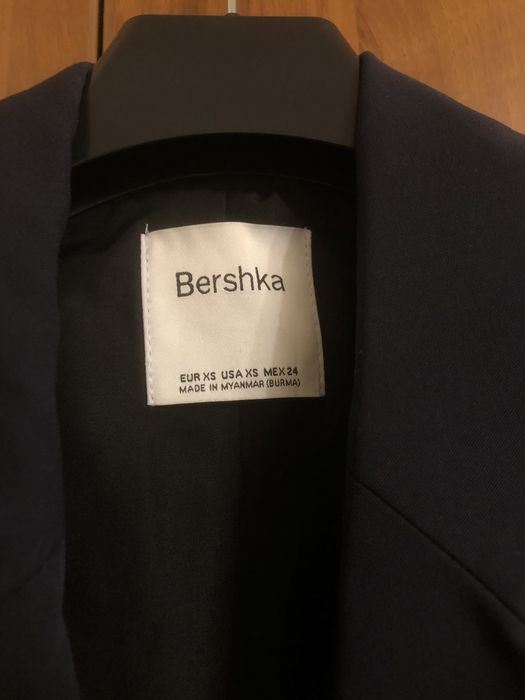 Bershka
EUR XS USA XS MEX 24
MADE IN MYANMAR (BURMA)